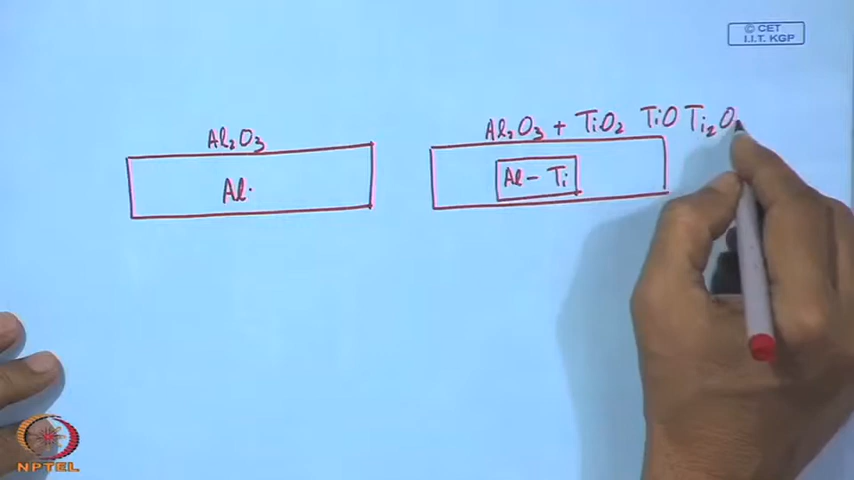 © CET
I.I.T. KGP
Al₂O₃
Al₂O₃ + TiO₂ TiO Ti₂O
Al.
Al - Ti
NPTEL